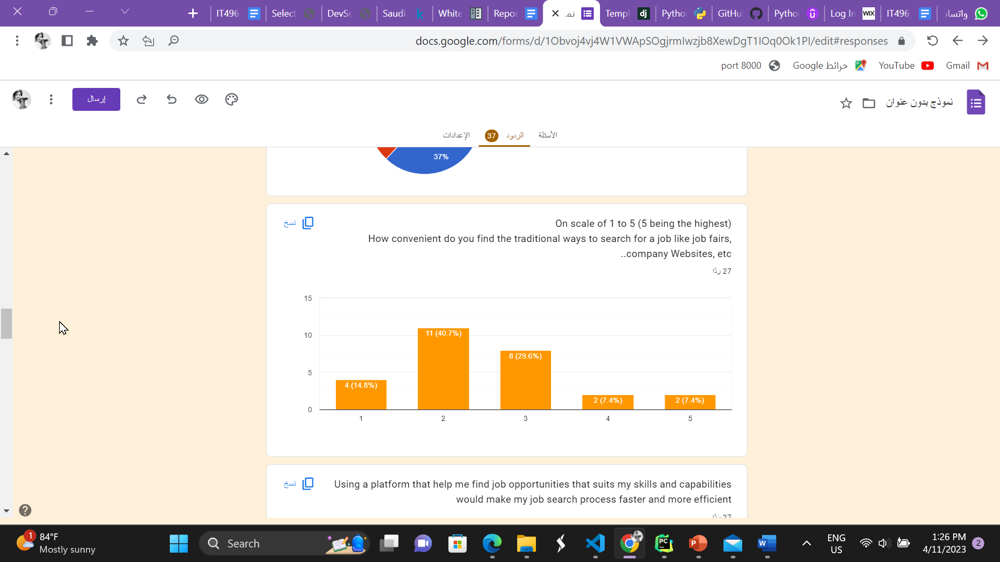 IT496
Select
DevSe
Saudi
White
Repor
نم
Templ
Pytho
GitHu
Pytho
Log In
IT496
واتساب
docs.google.com/forms/d/1Obvoj4vj4W1VWApSOgjrmIwzjb8XewDgT1IOq0Ok1PI/edit#responses
port 8000
خرائط Google
YouTube
Gmail
إرسال
نموذج بدون عنوان
الأسئلة
الردود 37
الإعدادات
37%
نسخ
On scale of 1 to 5 (5 being the highest)
How convenient do you find the traditional ways to search for a job like job fairs,
..company Websites, etc
27 ردًا
15
10
5
0
4 (14.8%)
11 (40.7%)
8 (29.6%)
2 (7.4%)
2 (7.4%)
1
2
3
4
5
نسخ
Using a platform that help me find job opportunities that suits my skills and capabilities
would make my job search process faster and more efficient
27 ردًا
1
84°F
Mostly sunny
Search
ENG
US
1:26 PM
4/11/2023
2